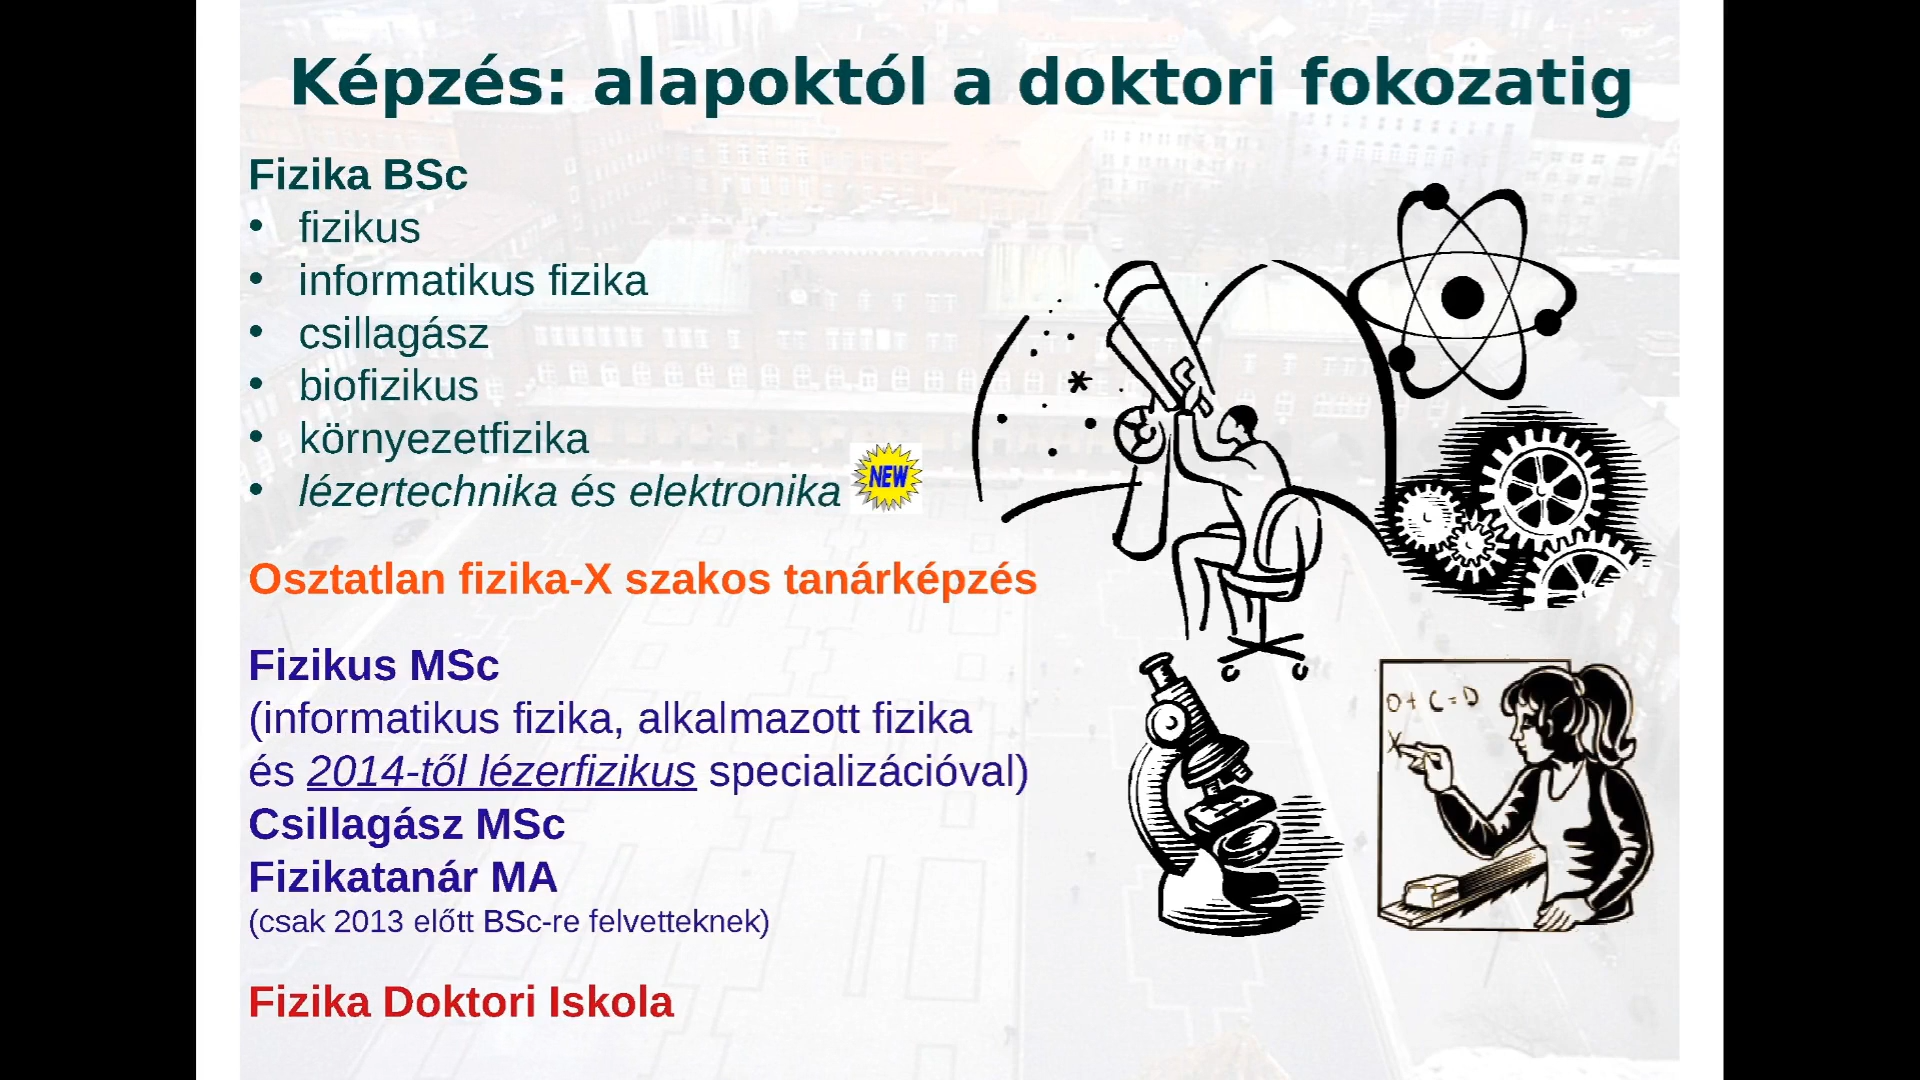 Képzés: alapoktól a doktori fokozatig
Fizika BSc
• fizikus
• informatikus fizika
• csillagász
• biofizikus
• környezetfizika
• lézertechnika és elektronika NEW
Osztatlan fizika-X szakos tanárképzés
Fizikus MSc
(informatikus fizika, alkalmazott fizika
és 2014-től lézerfizikus specializációval)
Csillagász MSc
Fizikatanár MA
(csak 2013 előtt BSc-re felvetteknek)
Fizika Doktori Iskola
O + C = D
X